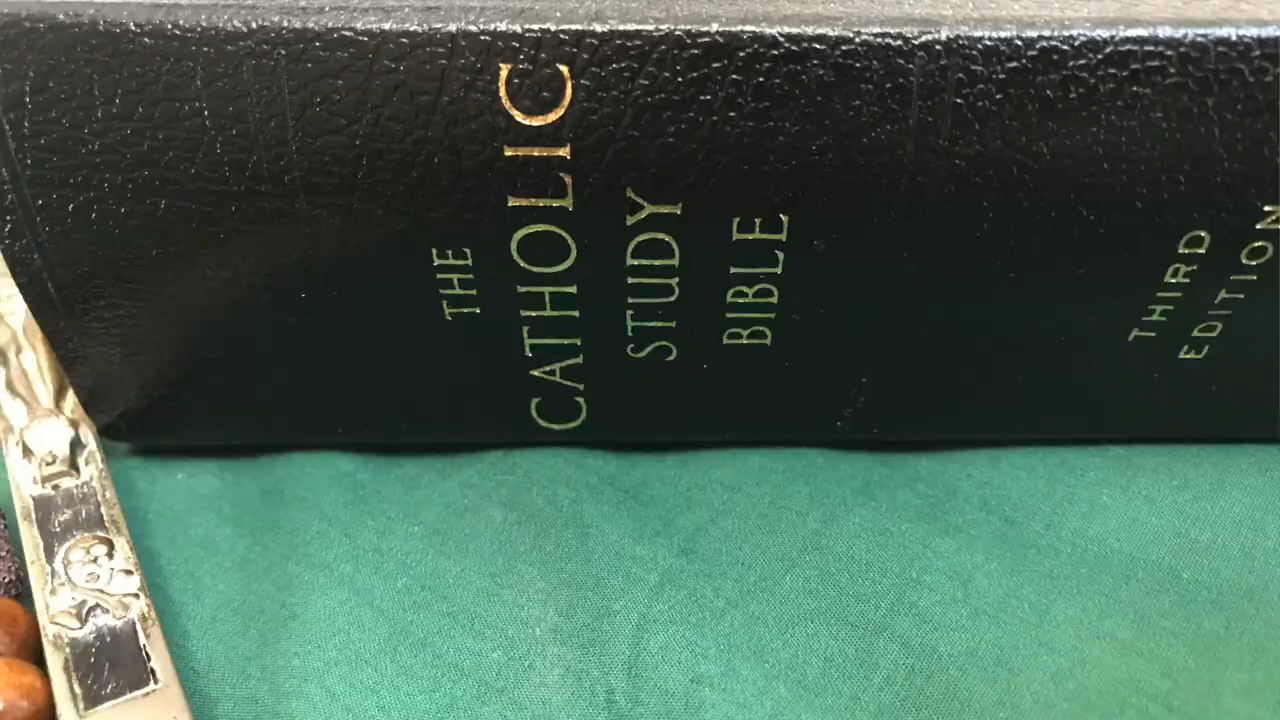 THE
CATHOLIC
STUDY
BIBLE
THIRD
EDITION